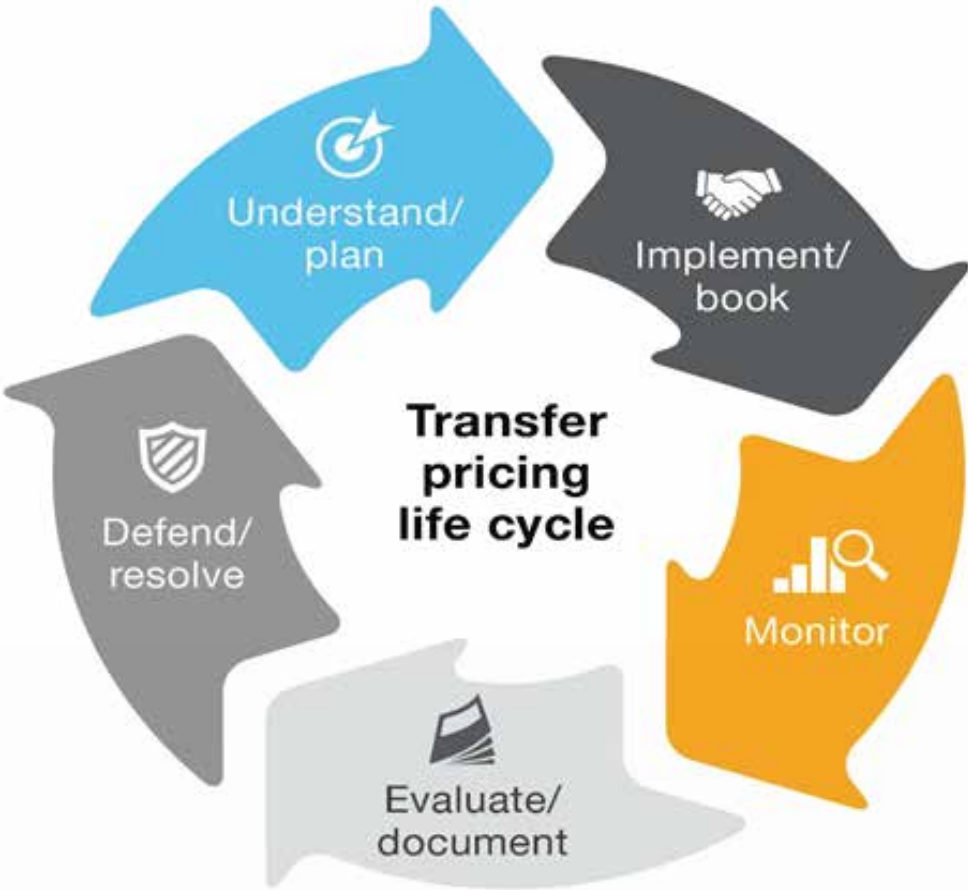 Understand/
plan
Implement/
book
Monitor
Evaluate/
document
Defend/
resolve
Transfer
pricing
life cycle